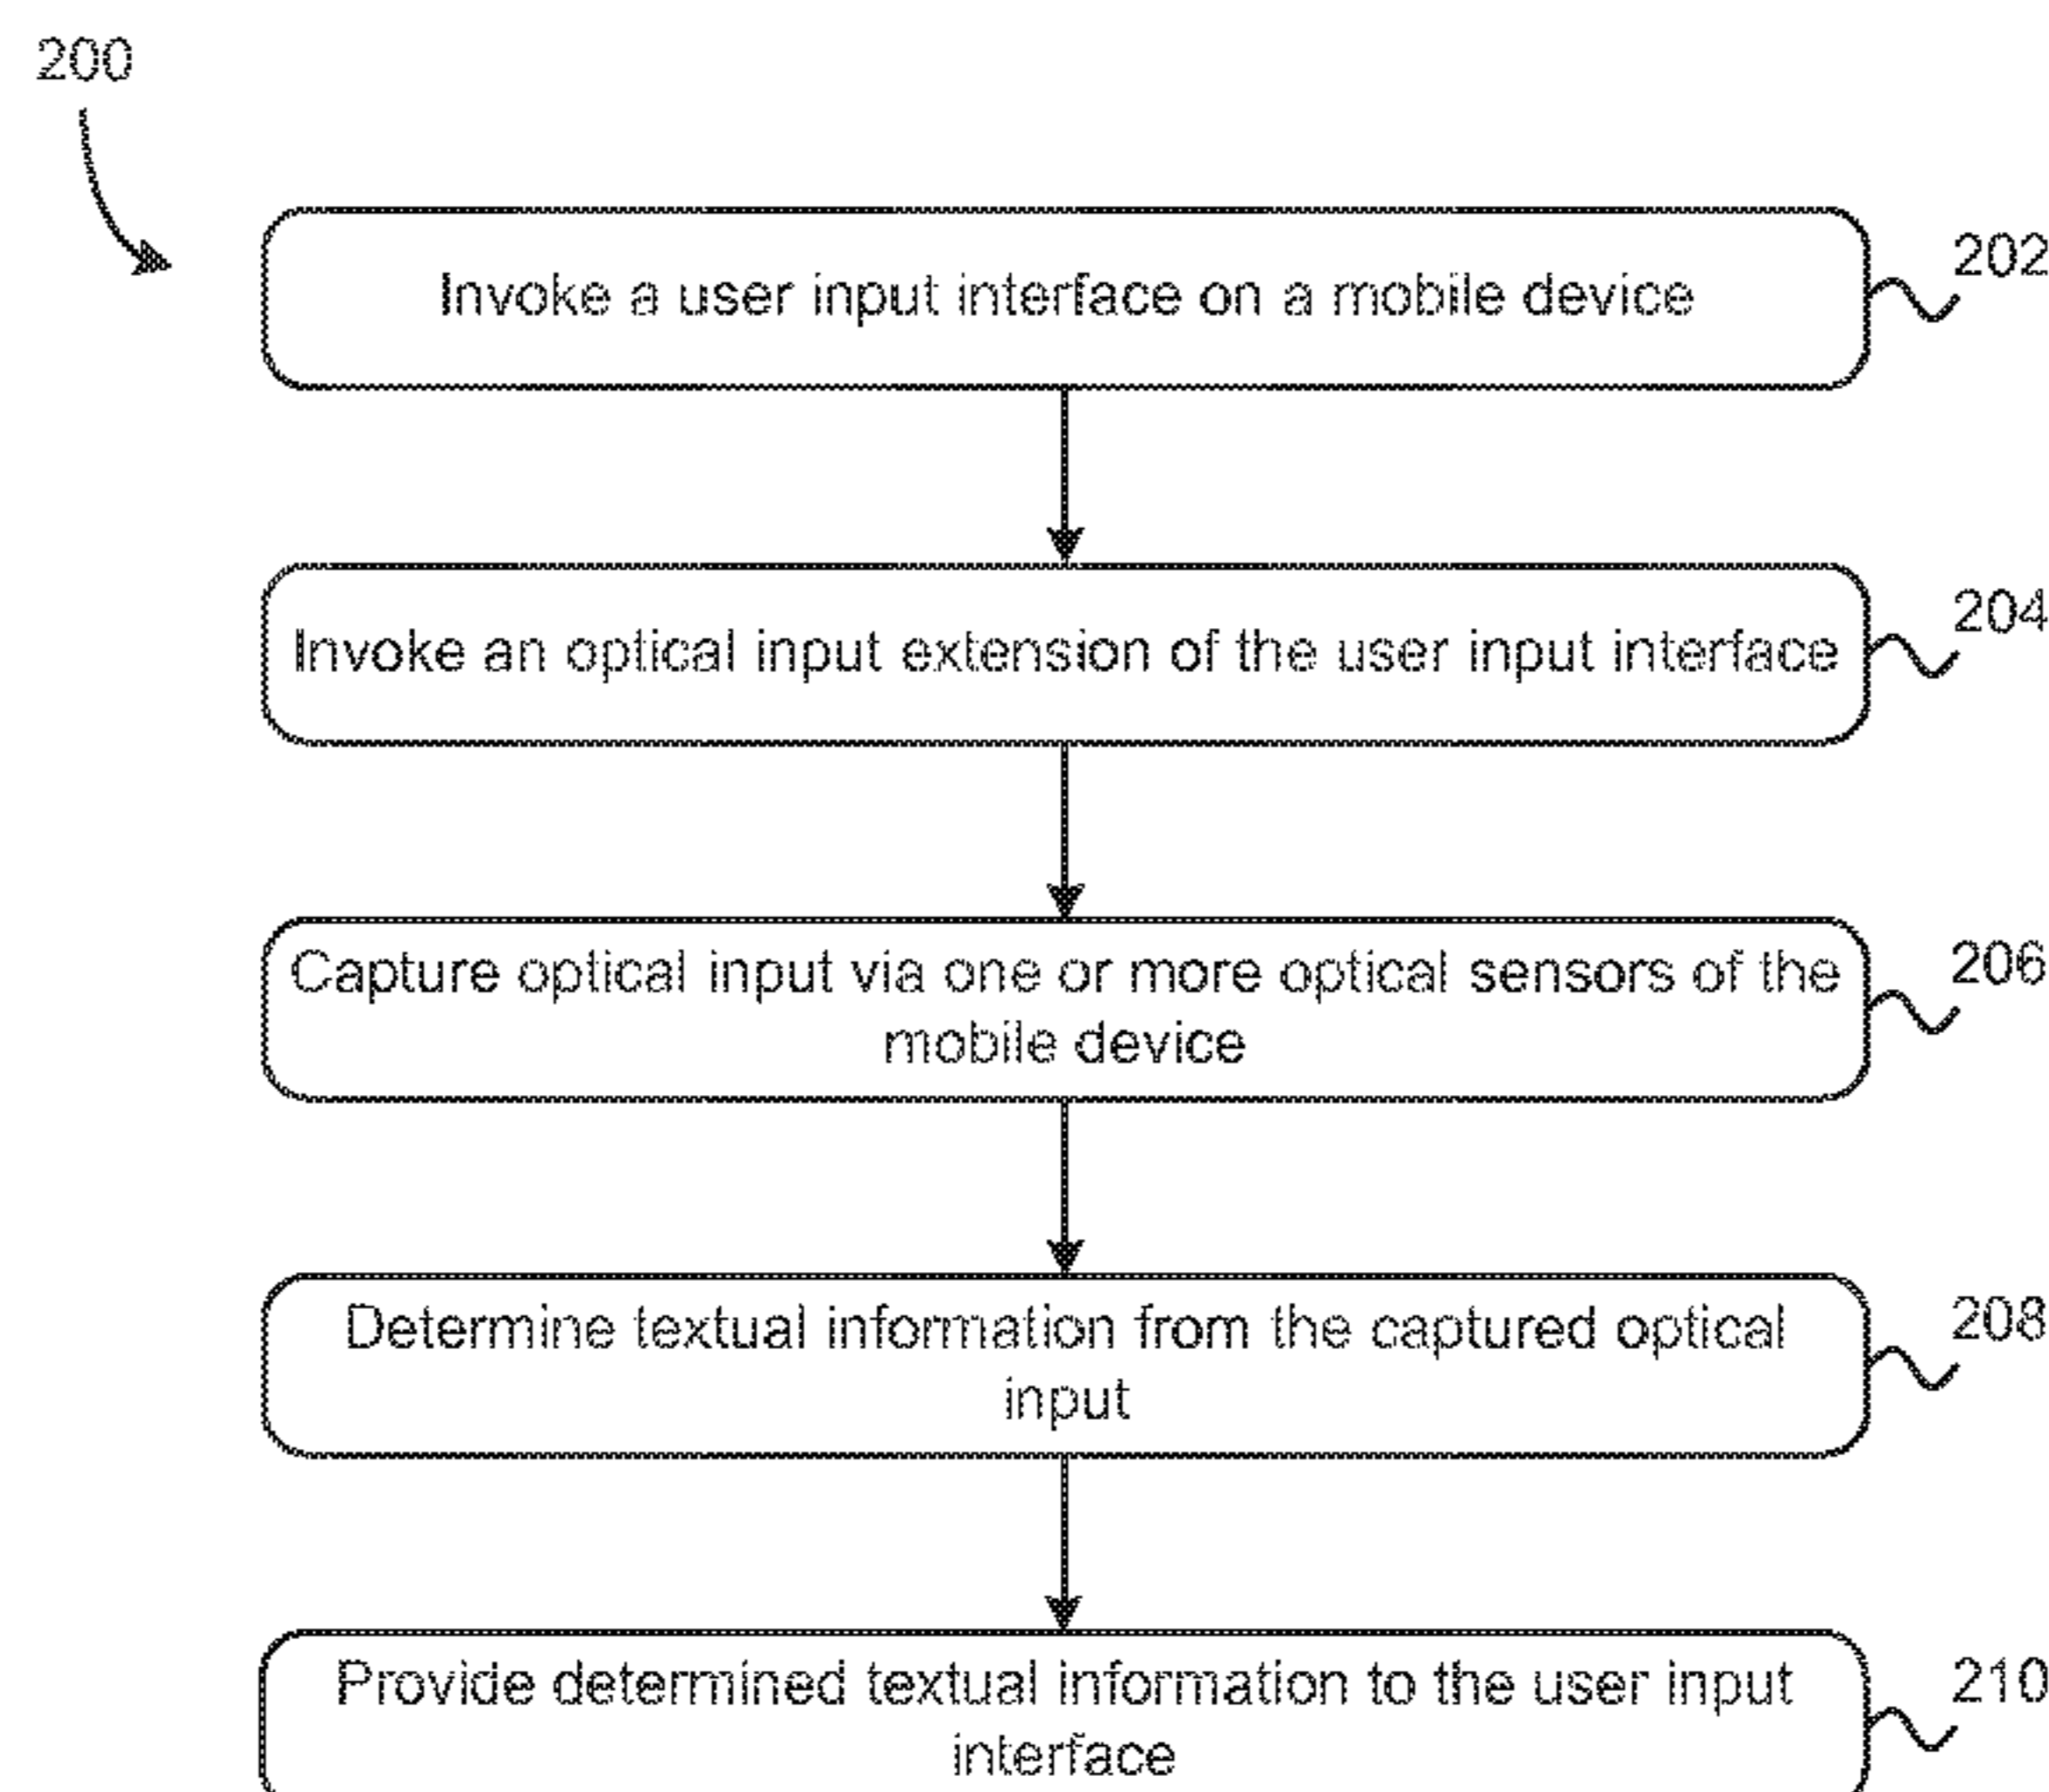 200
Invoke a user input interface on a mobile device
202
Invoke an optical input extension of the user input interface
204
Capture optical input via one or more optical sensors of the
mobile device
206
Determine textual information from the captured optical
input
208
Provide determined textual information to the user input
interface
210